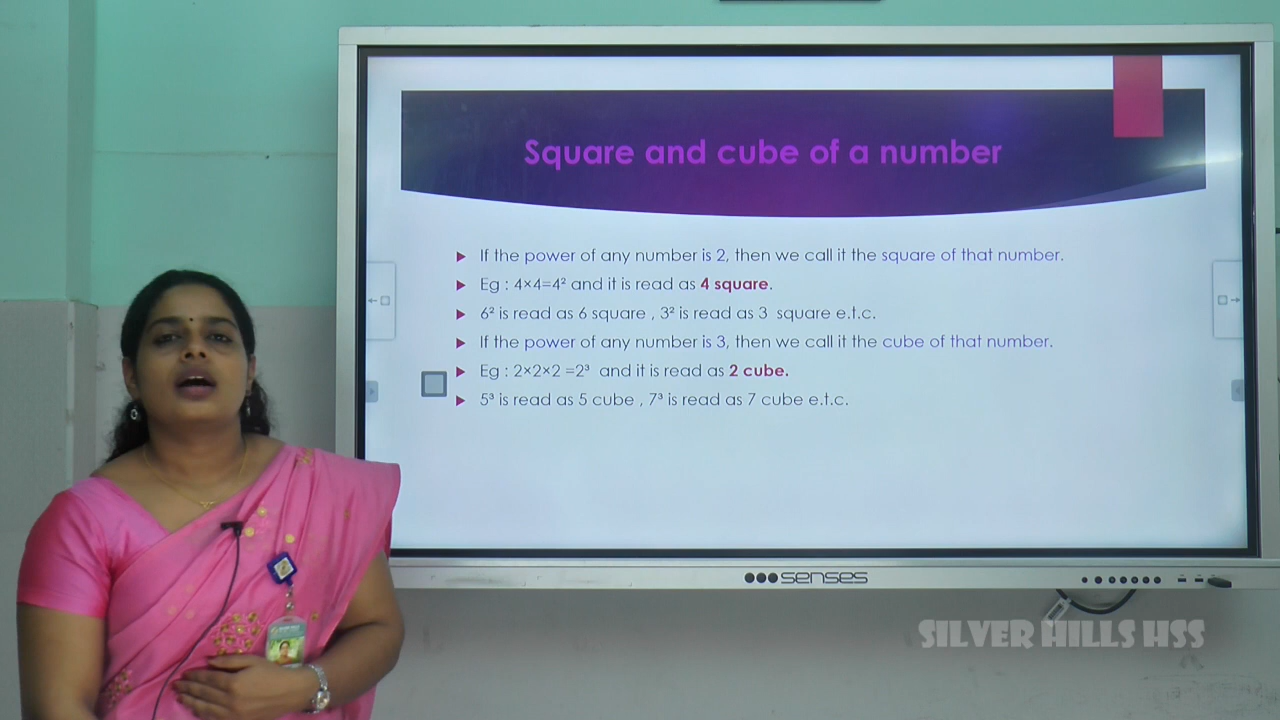 Square and cube of a number
If the power of any number is 2, then we call it the square of that number.
Eg : 4×4=4² and it is read as 4 square.
6² is read as 6 square , 3² is read as 3 square e.t.c.
If the power of any number is 3, then we call it the cube of that number.
Eg : 2×2×2 =2³ and it is read as 2 cube.
5³ is read as 5 cube , 7³ is read as 7 cube e.t.c.
senses
SILVER HILLS HSS